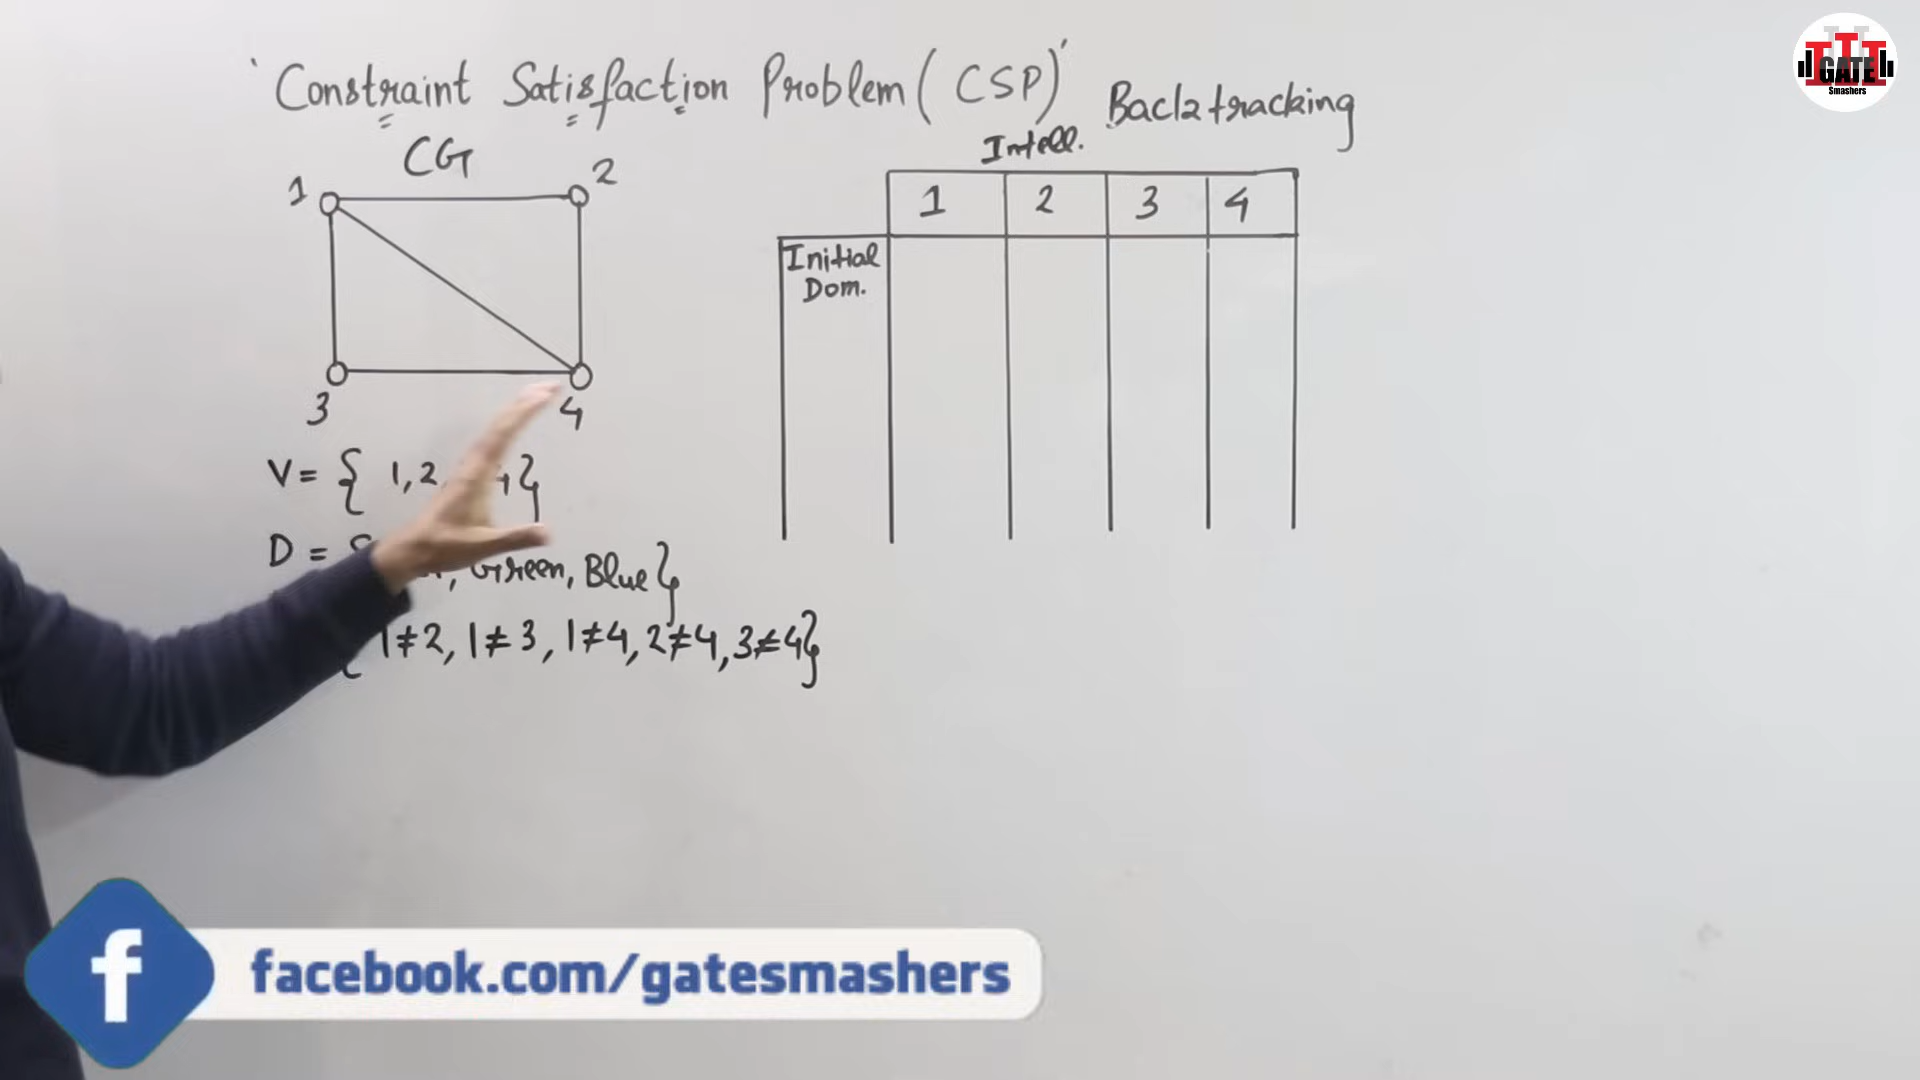 'Constraint Satisfaction Problem (CSP)'
Backtracking
Intell.
CG
1 2
3 4
1 2 3 4
Initial
Dom.
V = { 1, 2, }
D = { , Green, Blue }
1≠2, 1≠3, 1≠4, 2≠4, 3≠4}
GATE
Smashers
f
facebook.com/gatesmashers